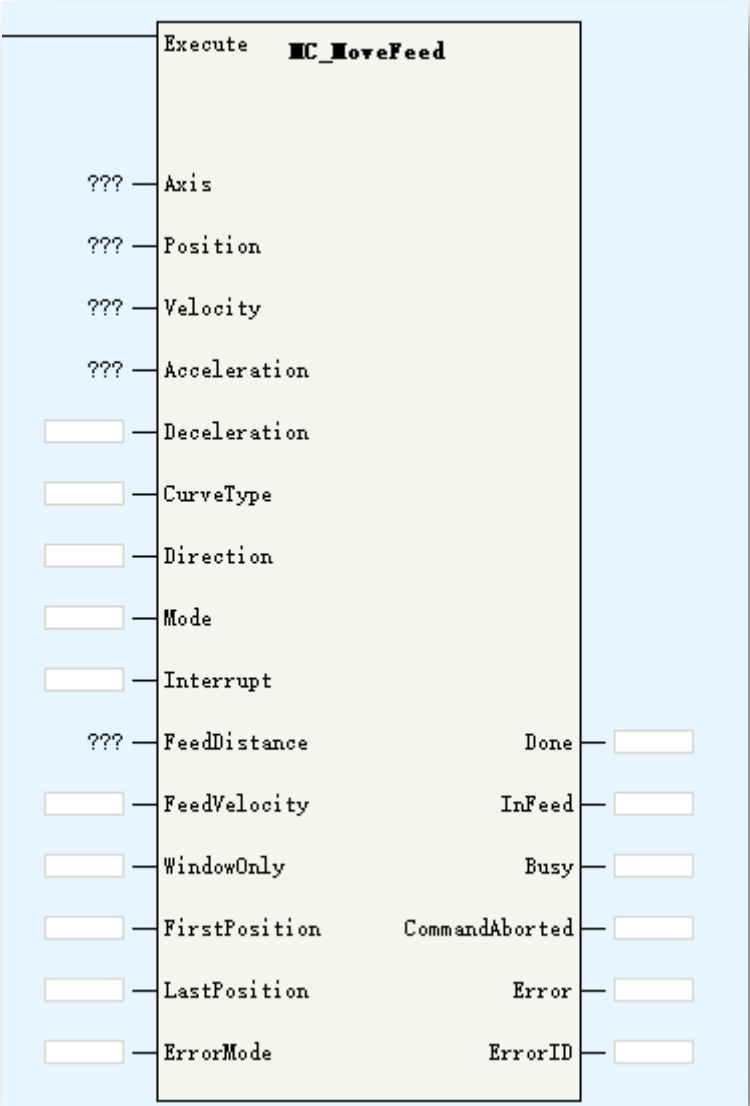 Execute MC_MoveFeed
??? Axis
??? Position
??? Velocity
??? Acceleration
Deceleration
CurveType
Direction
Mode
Interrupt
??? FeedDistance Done
FeedVelocity InFeed
WindowOnly Busy
FirstPosition CommandAborted
LastPosition Error
ErrorMode ErrorID